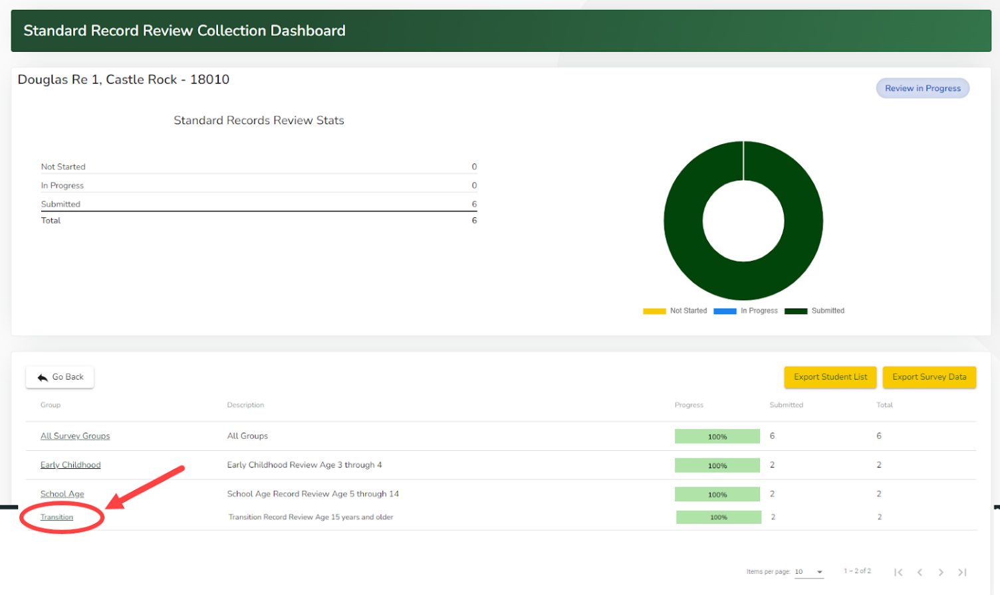 Standard Record Review Collection Dashboard
Douglas Re 1, Castle Rock - 18010
Review in Progress
Standard Records Review Stats
Not Started 0
In Progress 0
Submitted 6
Total 6
Not Started In Progress Submitted
Go Back
Export Student List Export Survey Data
Group Description Progress Submitted Total
All Survey Groups All Groups 100% 6 6
Early Childhood Early Childhood Review Age 3 through 4 100% 2 2
School Age School Age Record Review Age 5 through 14 100% 2 2
Transition Transition Record Review Age 15 years and older 100% 2 2
Items per page: 10 1 – 2 of 2